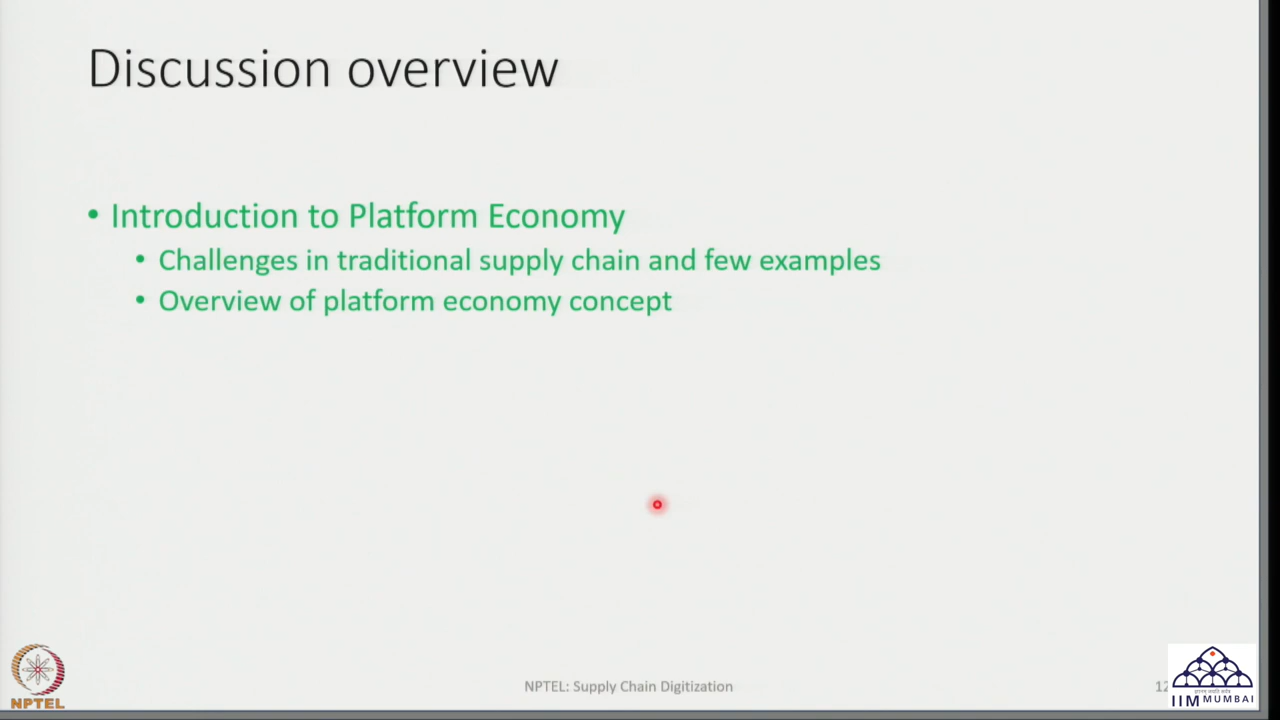 Discussion overview
• Introduction to Platform Economy
• Challenges in traditional supply chain and few examples
• Overview of platform economy concept
NPTEL
NPTEL: Supply Chain Digitization
12
IIM MUMBAI